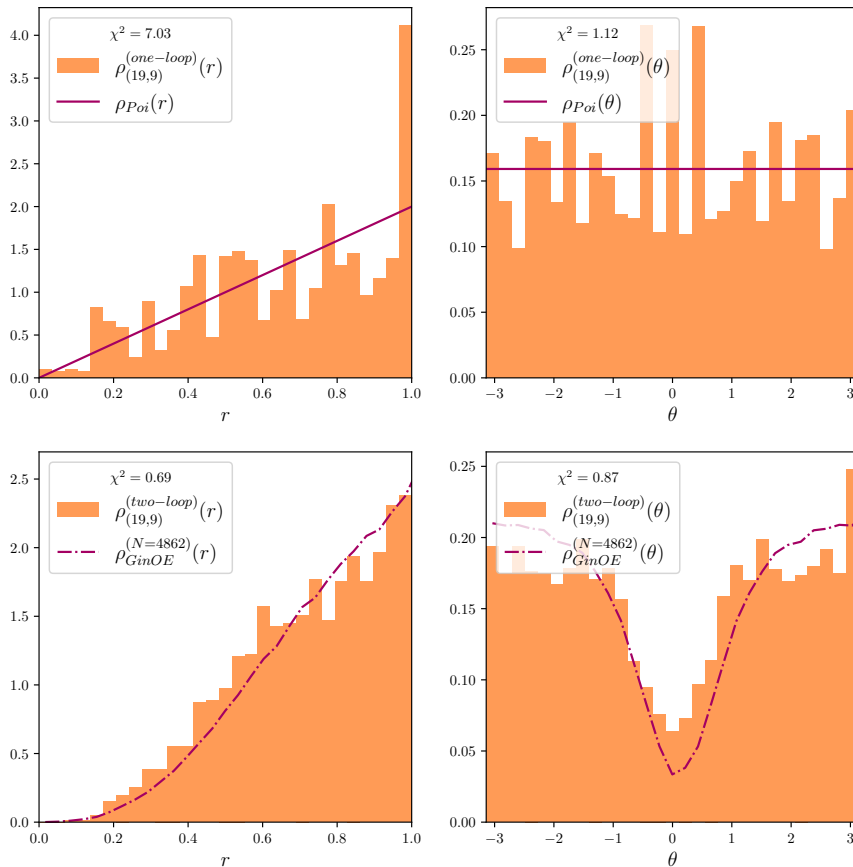 χ² = 7.03
ρ_{(19,9)}^{(one−loop)}(r)
ρ_{Poi}(r)
0.0
0.5
1.0
1.5
2.0
2.5
3.0
3.5
4.0
0.0 0.2 0.4 0.6 0.8 1.0
r
χ² = 1.12
ρ_{(19,9)}^{(one−loop)}(θ)
ρ_{Poi}(θ)
0.00
0.05
0.10
0.15
0.20
0.25
−3 −2 −1 0 1 2 3
θ
χ² = 0.69
ρ_{(19,9)}^{(two−loop)}(r)
ρ_{GinOE}^{(N=4862)}(r)
0.0
0.5
1.0
1.5
2.0
2.5
0.0 0.2 0.4 0.6 0.8 1.0
r
χ² = 0.87
ρ_{(19,9)}^{(two−loop)}(θ)
ρ_{GinOE}^{(N=4862)}(θ)
0.00
0.05
0.10
0.15
0.20
0.25
−3 −2 −1 0 1 2 3
θ